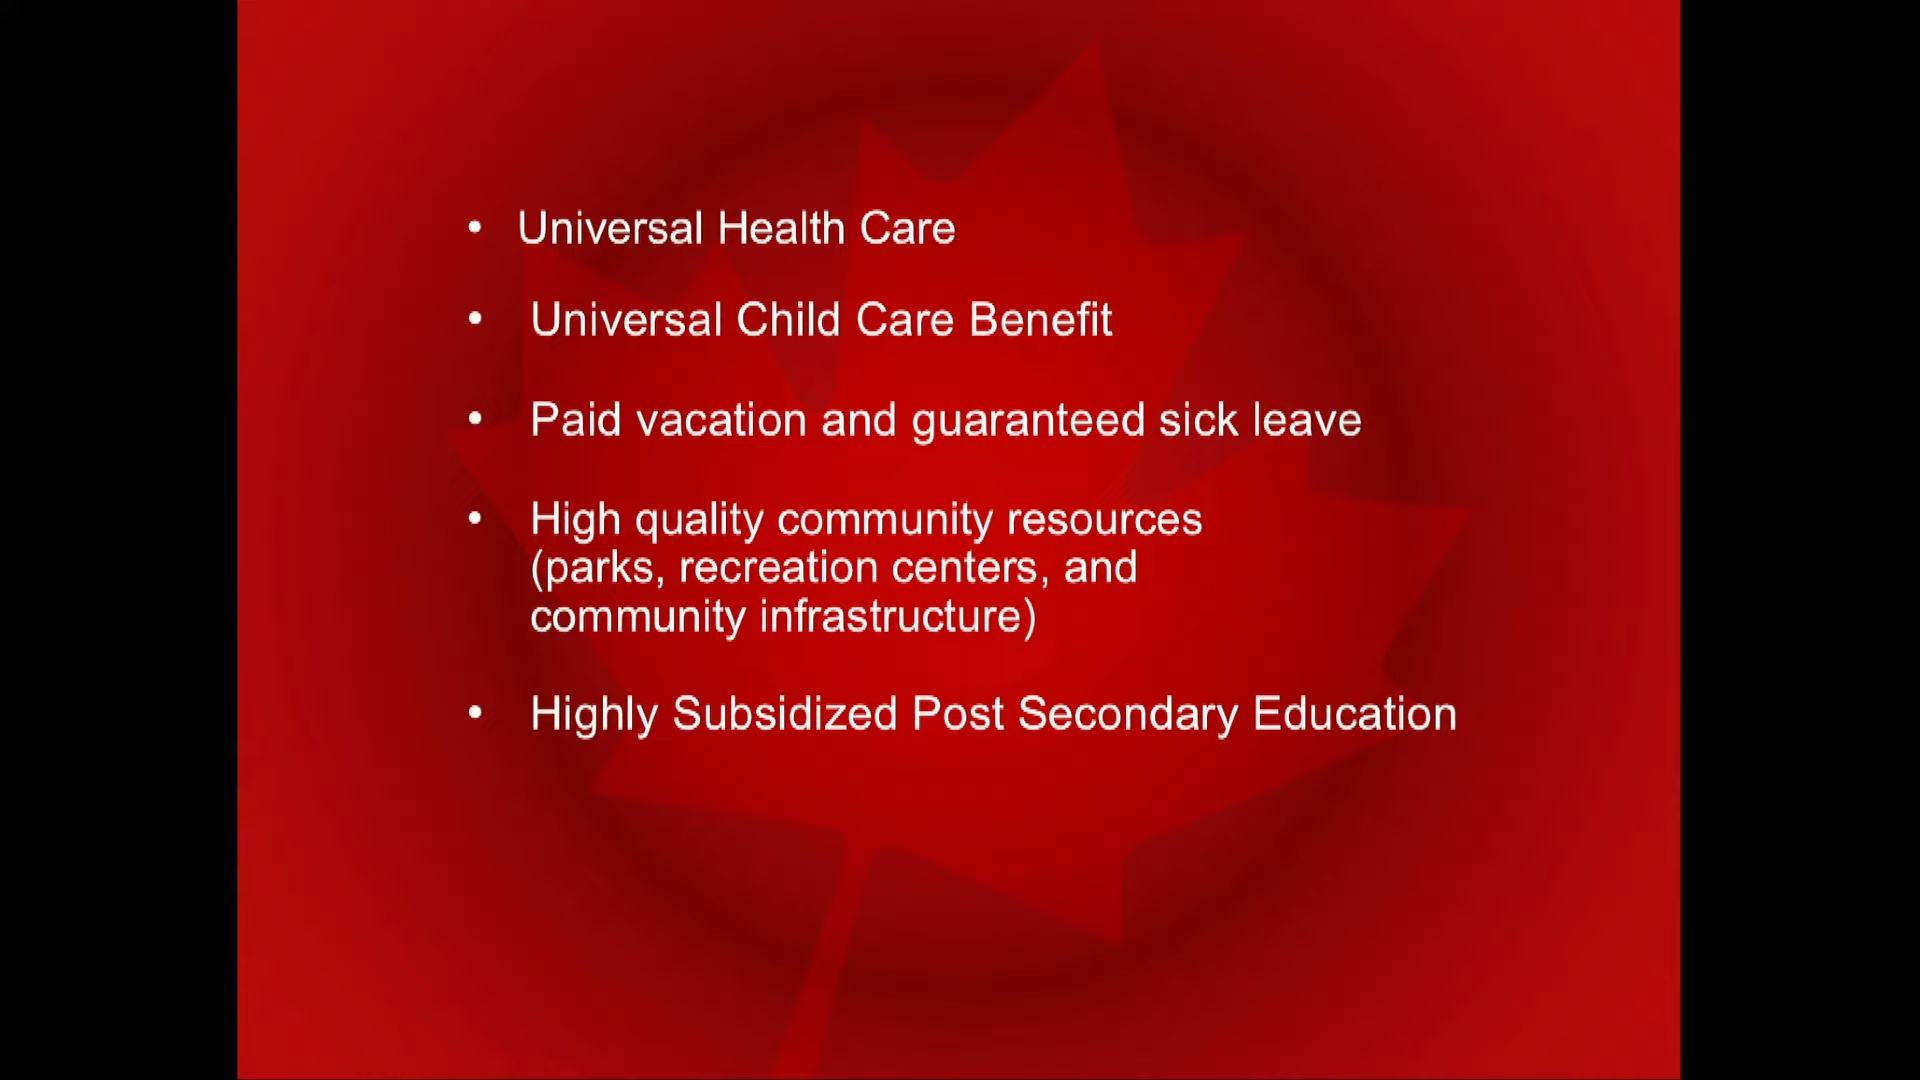 • Universal Health Care
• Universal Child Care Benefit
• Paid vacation and guaranteed sick leave
• High quality community resources
(parks, recreation centers, and
community infrastructure)
• Highly Subsidized Post Secondary Education